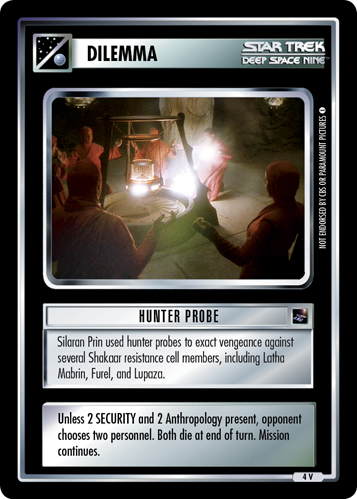 DILEMMA
STAR TREK
DEEP SPACE NINE™
NOT ENDORSED BY CBS OR PARAMOUNT PICTURES
HUNTER PROBE
Silaran Prin used hunter probes to exact vengeance against
several Shakaar resistance cell members, including Latha
Mabrin, Furel, and Lupaza.
Unless 2 SECURITY and 2 Anthropology present, opponent
chooses two personnel. Both die at end of turn. Mission
continues.
4 V